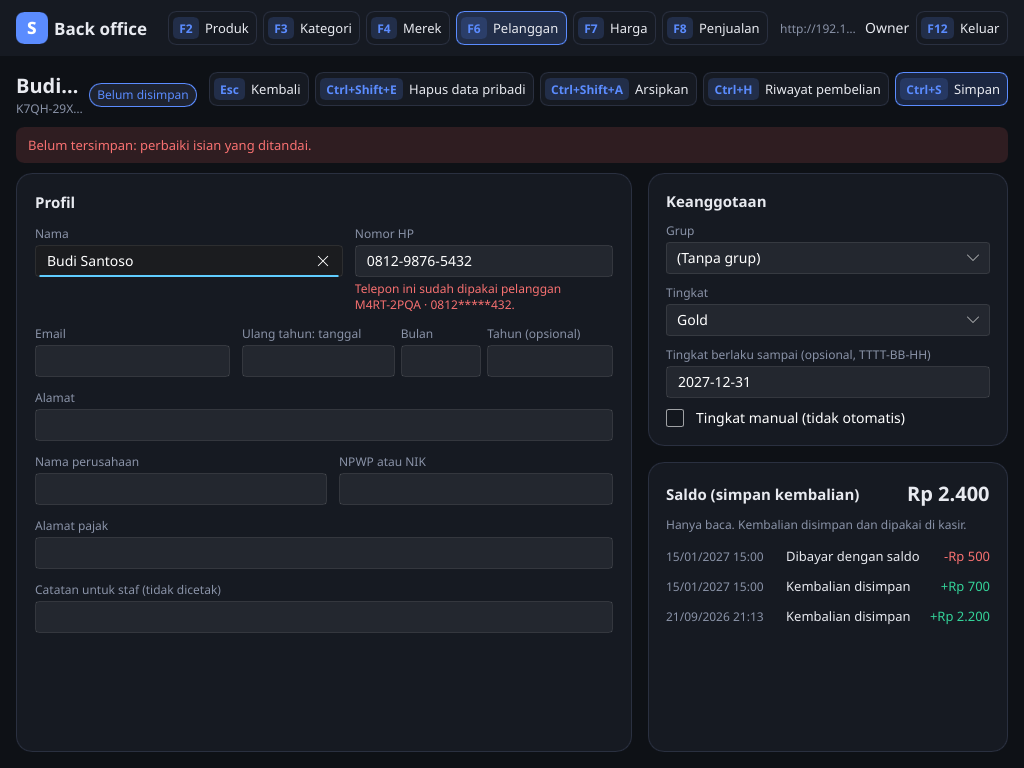 S Back office F2 Produk F3 Kategori F4 Merek F6 Pelanggan F7 Harga F8 Penjualan http://192.1... Owner F12 Keluar
Budi... Belum disimpan Esc Kembali Ctrl+Shift+E Hapus data pribadi Ctrl+Shift+A Arsipkan Ctrl+H Riwayat pembelian Ctrl+S Simpan
K7QH-29X...
Belum tersimpan: perbaiki isian yang ditandai.
Profil
Nama Nomor HP
Budi Santoso 0812-9876-5432
Telepon ini sudah dipakai pelanggan
M4RT-2PQA · 0812*****432.
Email Ulang tahun: tanggal Bulan Tahun (opsional)
Alamat
Nama perusahaan NPWP atau NIK
Alamat pajak
Catatan untuk staf (tidak dicetak)
Keanggotaan
Grup
(Tanpa grup)
Tingkat
Gold
Tingkat berlaku sampai (opsional, TTTT-BB-HH)
2027-12-31
Tingkat manual (tidak otomatis)
Saldo (simpan kembalian) Rp 2.400
Hanya baca. Kembalian disimpan dan dipakai di kasir.
15/01/2027 15:00 Dibayar dengan saldo -Rp 500
15/01/2027 15:00 Kembalian disimpan +Rp 700
21/09/2026 21:13 Kembalian disimpan +Rp 2.200